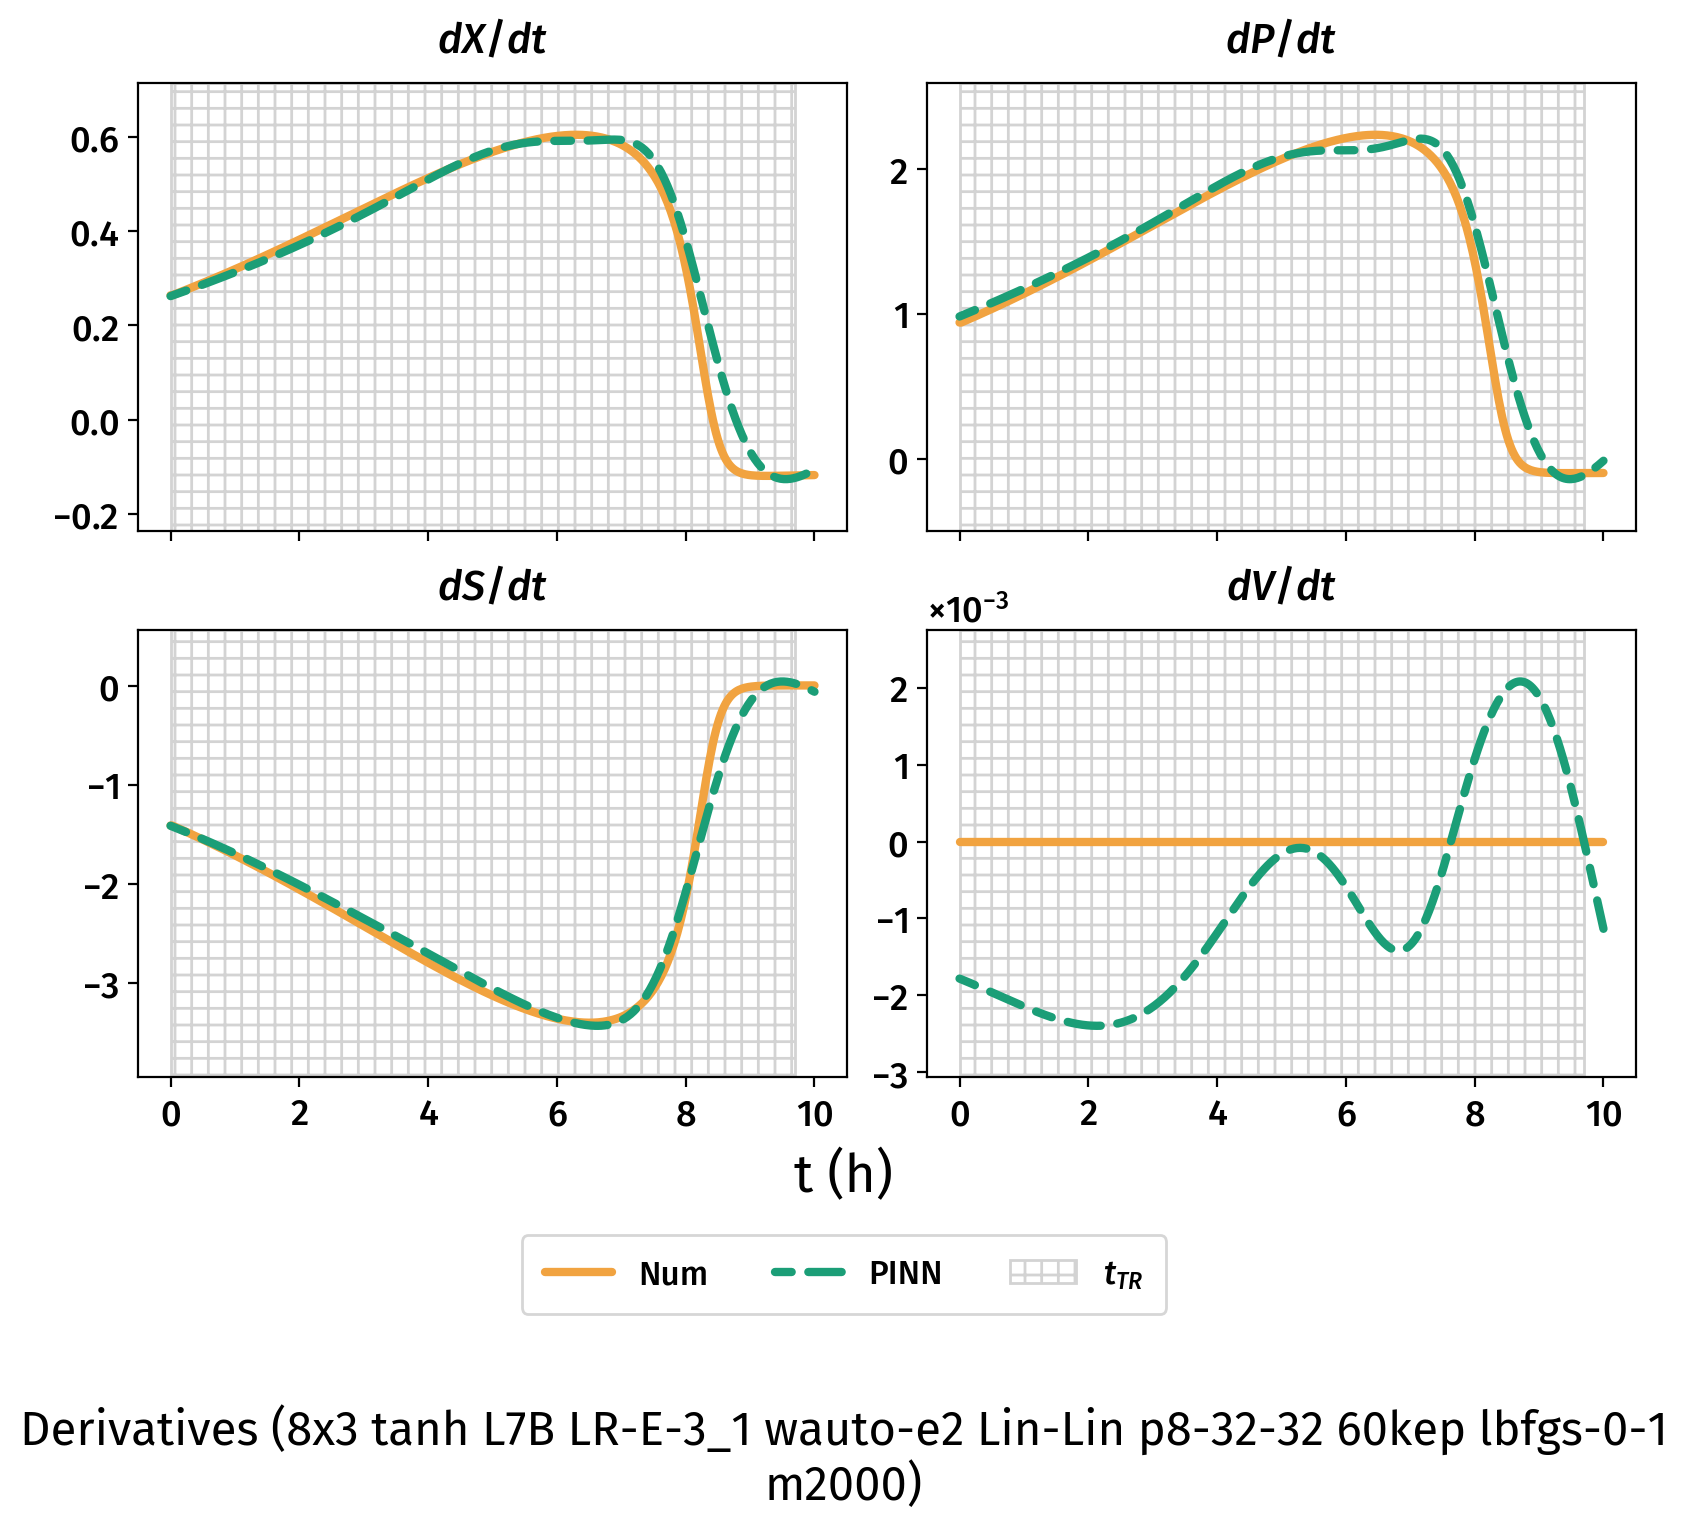 dX/dt
dP/dt
0.6
0.4
0.2
0.0
−0.2
2
1
0
dS/dt
dV/dt
×10⁻³
0
−1
−2
−3
2
1
0
−1
−2
−3
0 2 4 6 8 10
0 2 4 6 8 10
t (h)
Num PINN t_TR
Derivatives (8x3 tanh L7B LR-E-3_1 wauto-e2 Lin-Lin p8-32-32 60kep lbfgs-0-1
m2000)